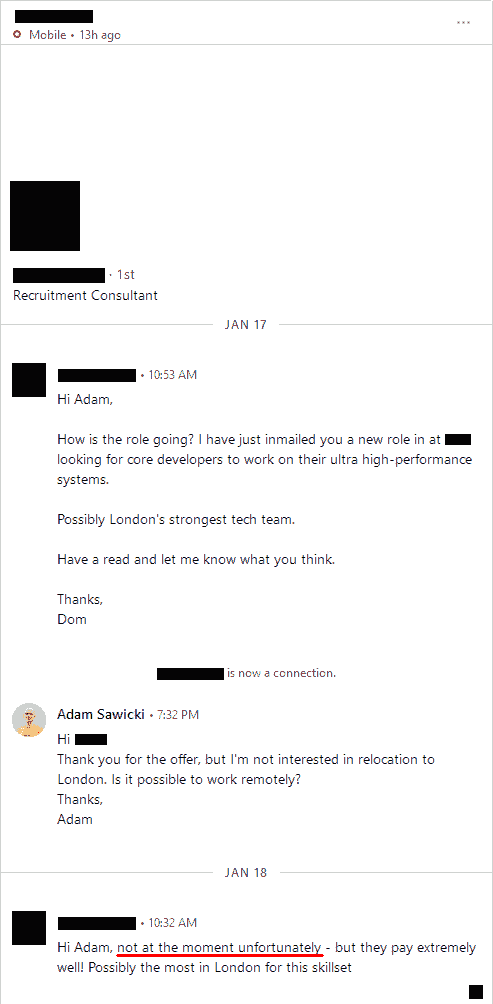 ...
Mobile • 13h ago
· 1st
Recruitment Consultant
JAN 17
• 10:53 AM
Hi Adam,
How is the role going? I have just inmailed you a new role in at
looking for core developers to work on their ultra high-performance
systems.
Possibly London's strongest tech team.
Have a read and let me know what you think.
Thanks,
Dom
is now a connection.
Adam Sawicki • 7:32 PM
Hi
Thank you for the offer, but I'm not interested in relocation to
London. Is it possible to work remotely?
Thanks,
Adam
JAN 18
• 10:32 AM
Hi Adam, not at the moment unfortunately - but they pay extremely
well! Possibly the most in London for this skillset